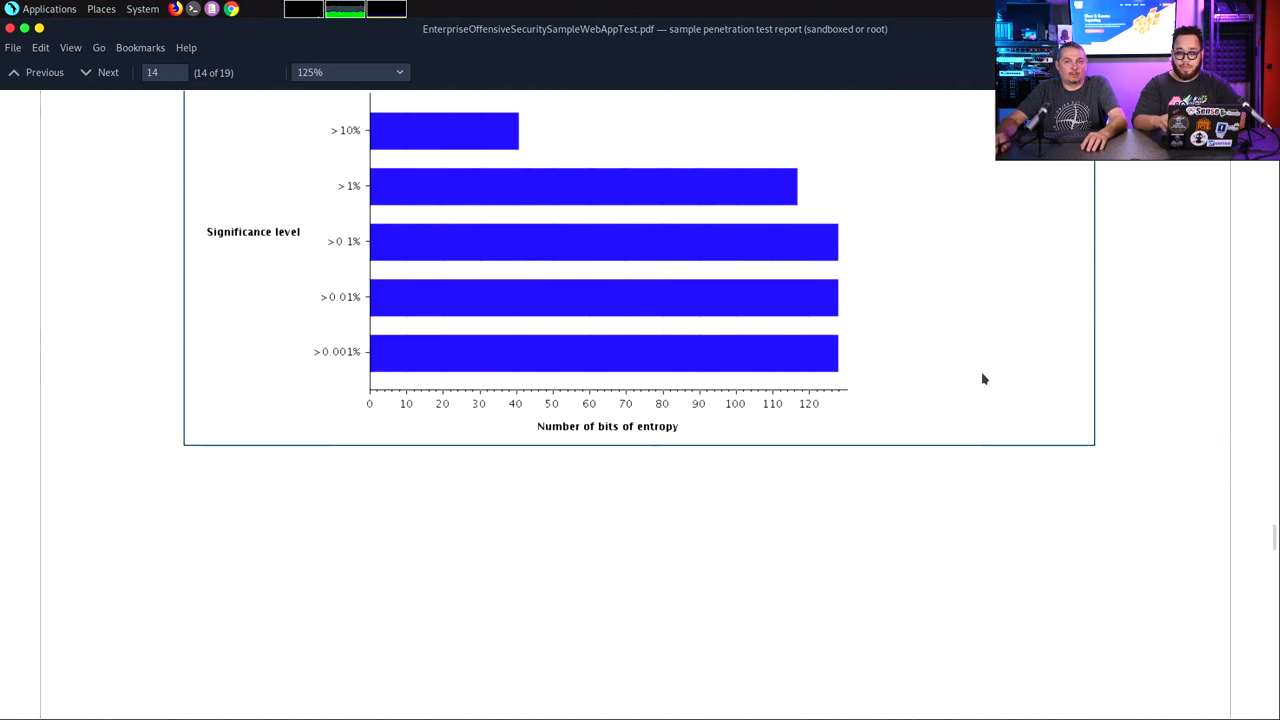 Applications Places System
EnterpriseOffensiveSecuritySampleWebAppTest.pdf — sample penetration test report (sandboxed or not)
File Edit View Bookmarks Help
Previous Next 14 (14 of 19) 125%
>10%
>1%
Significance level
>0.1%
>0.01%
>0.001%
0 10 20 30 40 50 60 70 80 90 100 110 120
Number of bits of entropy